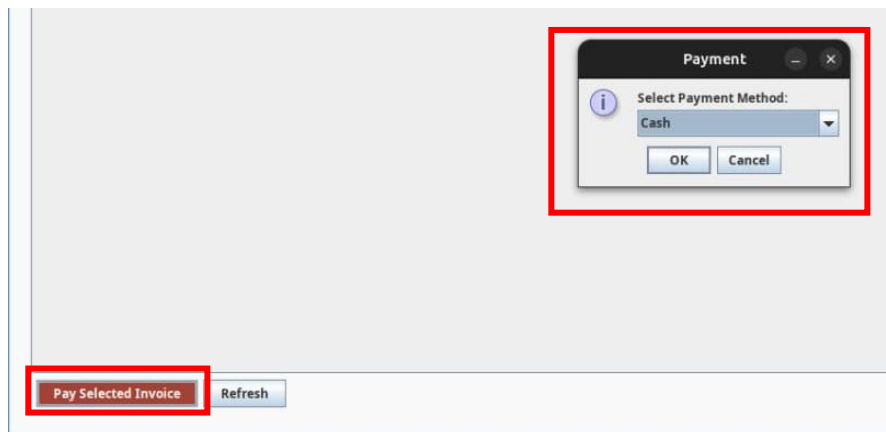 Payment
Select Payment Method:
Cash
OK Cancel
Pay Selected Invoice Refresh